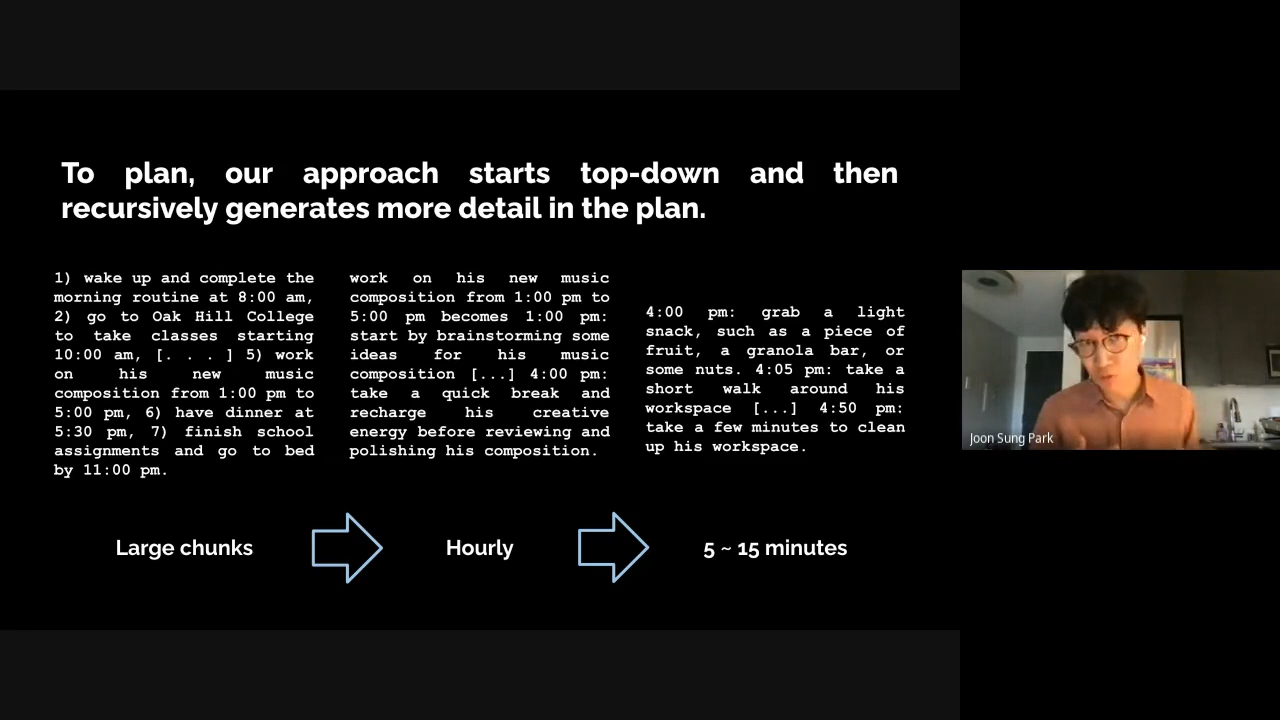 To plan, our approach starts top-down and then
recursively generates more detail in the plan.
1) wake up and complete the
morning routine at 8:00 am,
2) go to Oak Hill College
to take classes starting
10:00 am, [. . . ] 5) work
on his new music
composition from 1:00 pm to
5:00 pm, 6) have dinner at
5:30 pm, 7) finish school
assignments and go to bed
by 11:00 pm.
work on his new music
composition from 1:00 pm to
5:00 pm becomes 1:00 pm:
start by brainstorming some
ideas for his music
composition [...] 4:00 pm:
take a quick break and
recharge his creative
energy before reviewing and
polishing his composition.
4:00 pm: grab a light
snack, such as a piece of
fruit, a granola bar, or
some nuts. 4:05 pm: take a
short walk around his
workspace [...] 4:50 pm:
take a few minutes to clean
up his workspace.
Large chunks
Hourly
5 ~ 15 minutes
Joon Sung Park